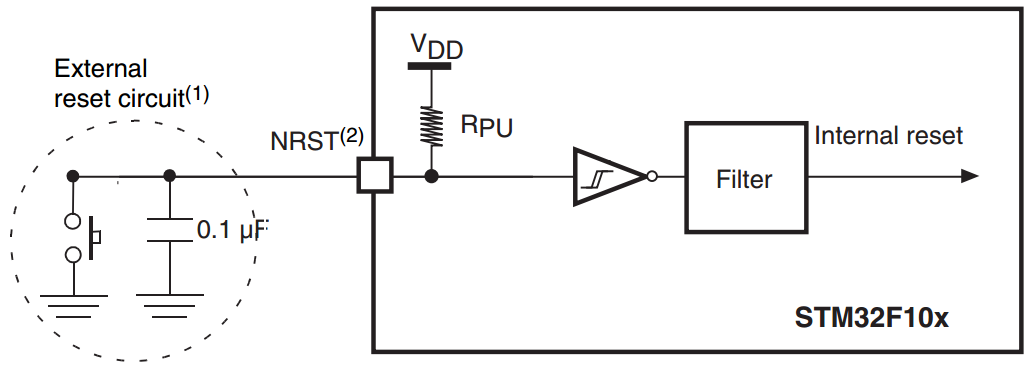 VDD
External
reset circuit(1)
NRST(2)
RPU
Internal reset
Filter
0.1 µF
STM32F10x